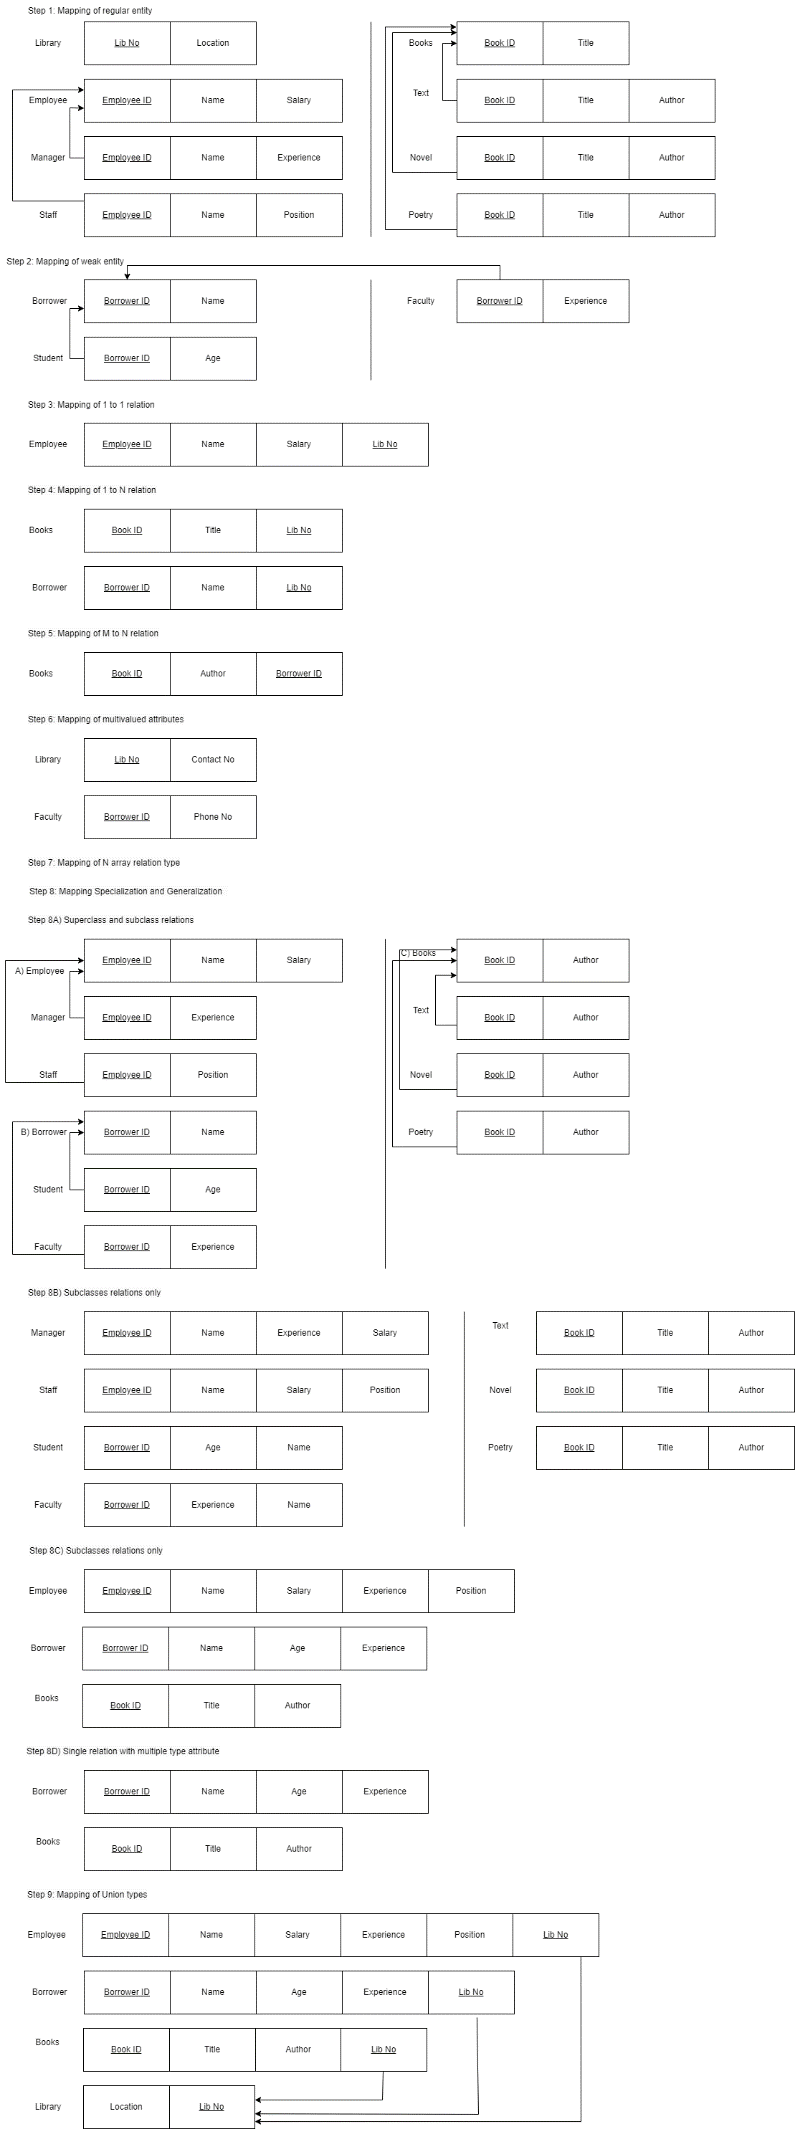 Step 1: Mapping of regular entity
Library Lib No Location
Employee Employee ID Name Salary
Manager Employee ID Name Experience
Staff Employee ID Name Position
Books Book ID Title
Text Book ID Title Author
Novel Book ID Title Author
Poetry Book ID Title Author
Step 2: Mapping of weak entity
Borrower Borrower ID Name
Student Borrower ID Age
Faculty Borrower ID Experience
Step 3: Mapping of 1 to 1 relation
Employee Employee ID Name Salary Lib No
Step 4: Mapping of 1 to N relation
Books Book ID Title Lib No
Borrower Borrower ID Name Lib No
Step 5: Mapping of M to N relation
Books Book ID Author Borrower ID
Step 6: Mapping of multivalued attributes
Library Lib No Contact No
Faculty Borrower ID Phone No
Step 7: Mapping of N array relation type
Step 8: Mapping Specialization and Generalization
Step 8A) Superclass and subclass relations
A) Employee Employee ID Name Salary
Manager Employee ID Experience
Staff Employee ID Position
B) Borrower Borrower ID Name
Student Borrower ID Age
Faculty Borrower ID Experience
C) Books Book ID Author
Text Book ID Author
Novel Book ID Author
Poetry Book ID Author
Step 8B) Subclasses relations only
Manager Employee ID Name Experience Salary
Staff Employee ID Name Salary Position
Student Borrower ID Age Name
Faculty Borrower ID Experience Name
Text Book ID Title Author
Novel Book ID Title Author
Poetry Book ID Title Author
Step 8C) Subclasses relations only
Employee Employee ID Name Salary Experience Position
Borrower Borrower ID Name Age Experience
Books Book ID Title Author
Step 8D) Single relation with multiple type attribute
Borrower Borrower ID Name Age Experience
Books Book ID Title Author
Step 9: Mapping of Union types
Employee Employee ID Name Salary Experience Position Lib No
Borrower Borrower ID Name Age Experience Lib No
Books Book ID Title Author Lib No
Library Location Lib No